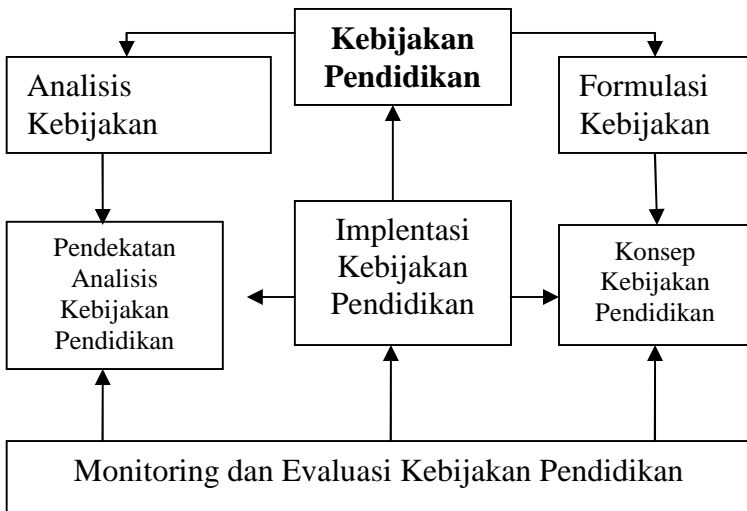 Kebijakan
Pendidikan
Analisis
Kebijakan
Formulasi
Kebijakan
Pendekatan
Analisis
Kebijakan
Pendidikan
Implentasi
Kebijakan
Pendidikan
Konsep
Kebijakan
Pendidikan
Monitoring dan Evaluasi Kebijakan Pendidikan